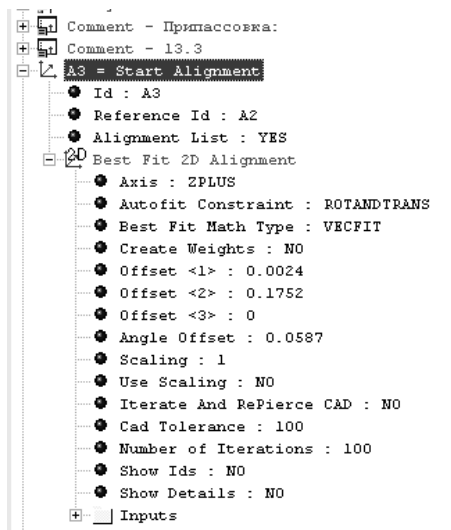 Comment - Припассовка:
Comment - 13.3
A3 = Start Alignment
Id : A3
Reference Id : A2
Alignment List : YES
2D Best Fit 2D Alignment
Axis : ZPLUS
Autofit Constraint : ROTANDTRANS
Best Fit Math Type : VECFIT
Create Weights : NO
Offset <1> : 0.0024
Offset <2> : 0.1752
Offset <3> : 0
Angle Offset : 0.0587
Scaling : 1
Use Scaling : NO
Iterate And RePierce CAD : NO
Cad Tolerance : 100
Number of Iterations : 100
Show Ids : NO
Show Details : NO
Inputs